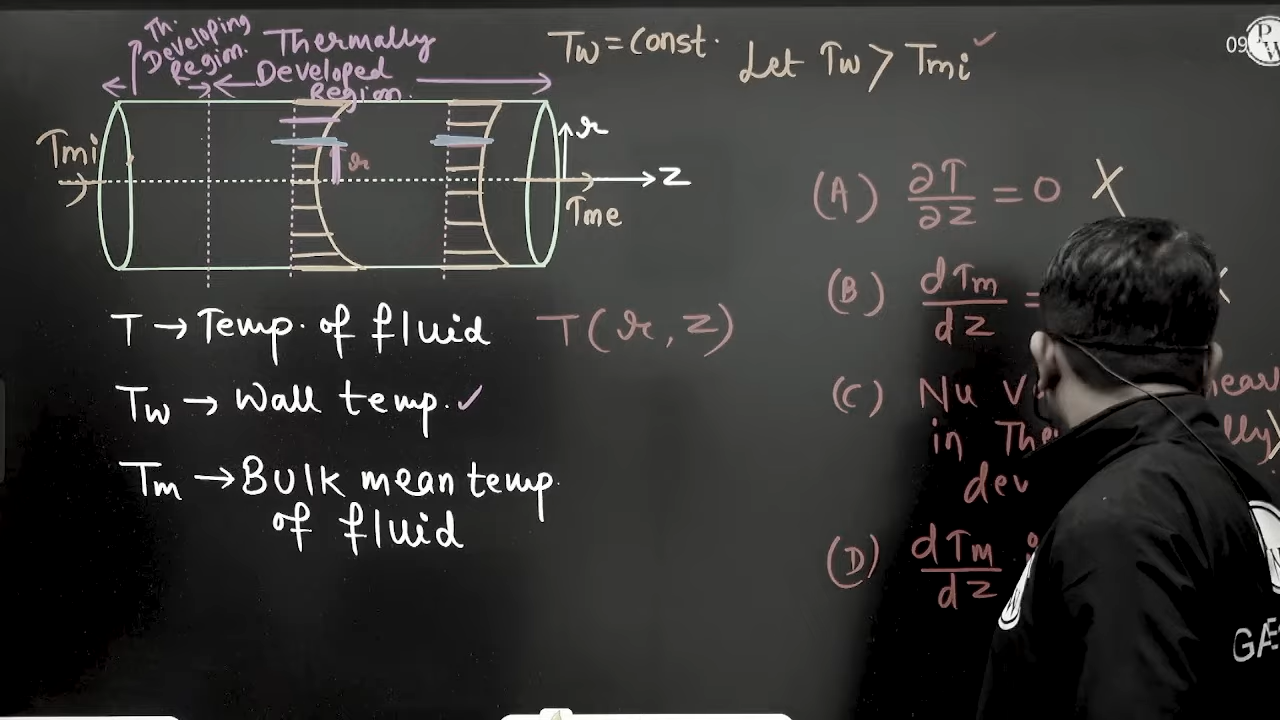 Th.
Developing
Region.
Thermally
Developed
Region.
Tw = Const.
Let Tw > Tmi ✓
09
Tmi
r
r
z
Tme
T → Temp. of fluid
T(r, z)
Tw → Wall temp. ✓
Tm → Bulk mean temp.
of fluid
(A) ∂T/∂z = 0 X
(B) dTm/dz =
(C) Nu
in
dev
(D) dTm/dz
GA